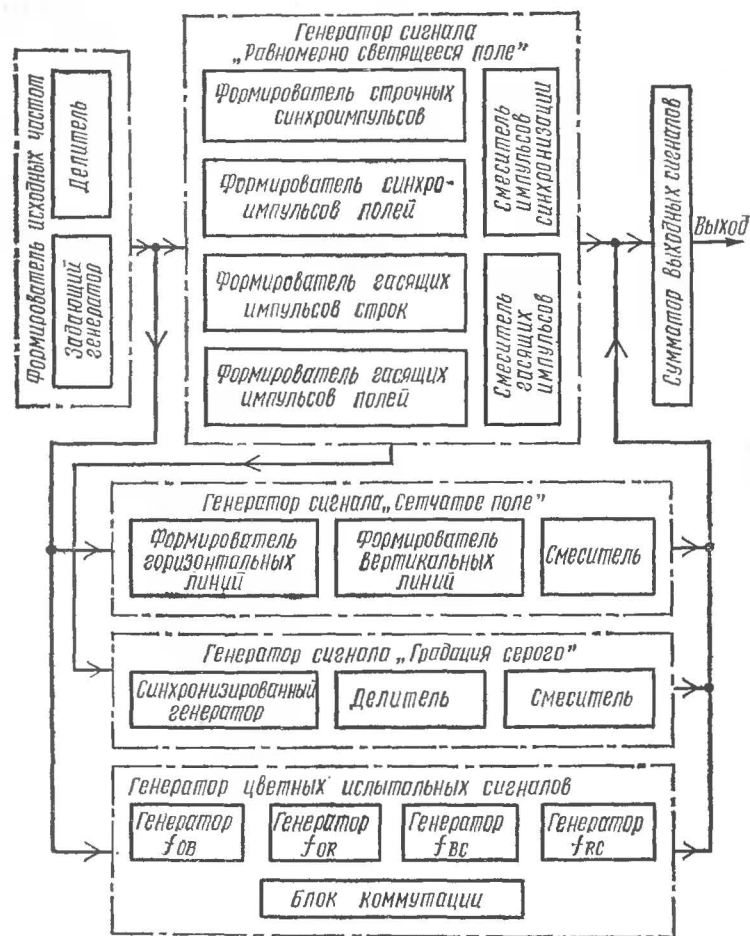 Формирователь исходных частот
Делитель
Задающий
генератор
Генератор сигнала
„Равномерно светящееся поле”
Формирователь строчных
синхроимпульсов
Формирователь синхро-
импульсов полей
Формирователь гасящих
импульсов строк
Формирователь гасящих
импульсов полей
Смеситель
импульсов
синхронизации
Смеситель
гасящих
импульсов
Сумматор выходных сигналов
Выход
Генератор сигнала „Сетчатое поле”
Формирователь
горизонтальных
линий
Формирователь
вертикальных
линий
Смеситель
Генератор сигнала „Градация серого”
Синхронизированный
генератор
Делитель
Смеситель
Генератор цветных ислытальных сигналов
Генератор
fOB
Генератор
fOR
Генератор
fBC
Генератор
fRC
Блок коммутации